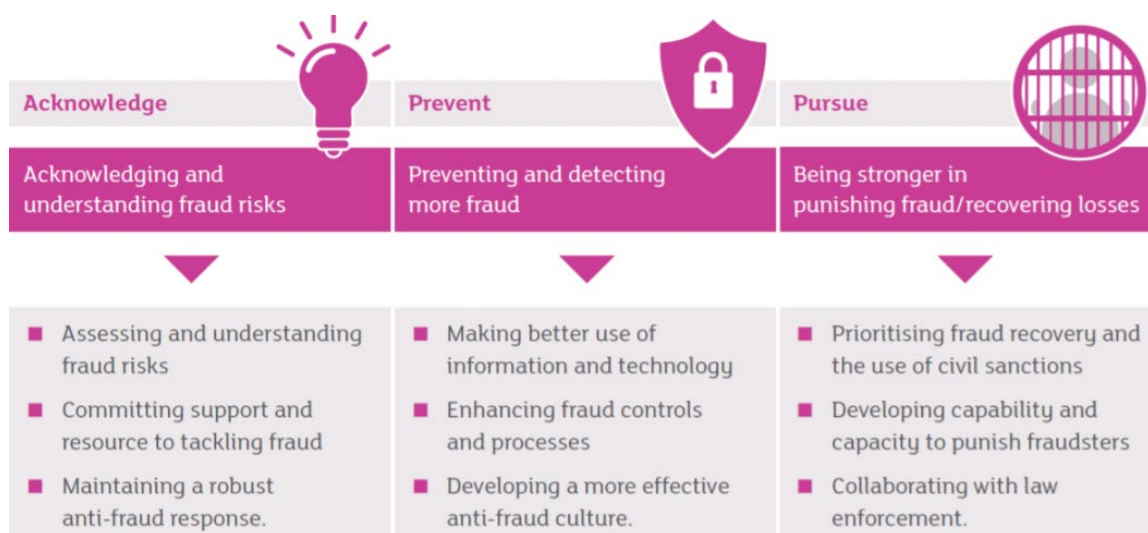 Acknowledge
Acknowledging and
understanding fraud risks
Assessing and understanding
fraud risks
Committing support and
resource to tackling fraud
Maintaining a robust
anti-fraud response.
Prevent
Preventing and detecting
more fraud
Making better use of
information and technology
Enhancing fraud controls
and processes
Developing a more effective
anti-fraud culture.
Pursue
Being stronger in
punishing fraud/recovering losses
Prioritising fraud recovery and
the use of civil sanctions
Developing capability and
capacity to punish fraudsters
Collaborating with law
enforcement.